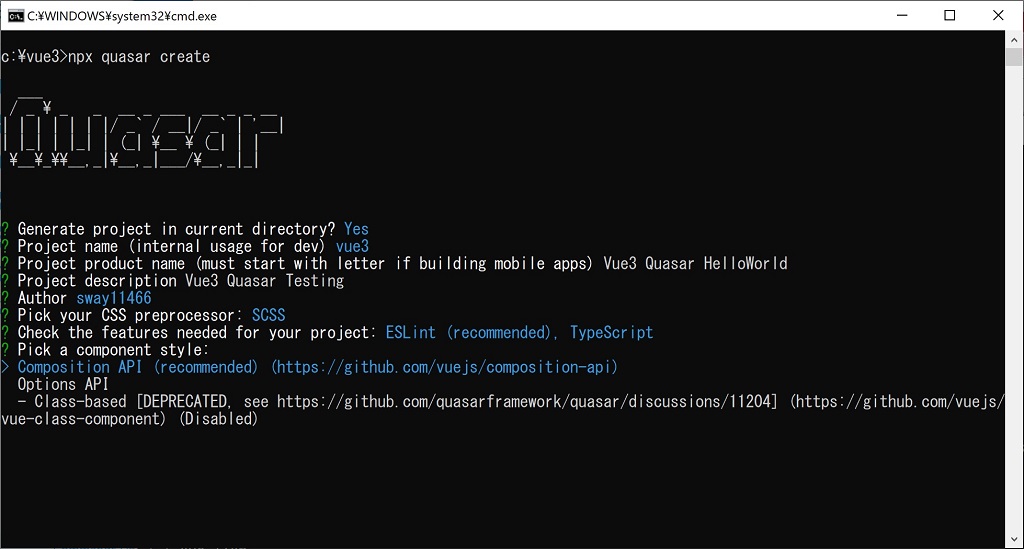 C:¥WINDOWS¥system32¥cmd.exe
c:¥vue3>npx quasar create
Quasar
? Generate project in current directory? Yes
? Project name (internal usage for dev) vue3
? Project product name (must start with letter if building mobile apps) Vue3 Quasar HelloWorld
? Project description Vue3 Quasar Testing
? Author sway11466
? Pick your CSS preprocessor: SCSS
? Check the features needed for your project: ESLint (recommended), TypeScript
? Pick a component style:
> Composition API (recommended) (https://github.com/vuejs/composition-api)
Options API
- Class-based [DEPRECATED, see https://github.com/quasarframework/quasar/discussions/11204] (https://github.com/vuejs/
vue-class-component) (Disabled)